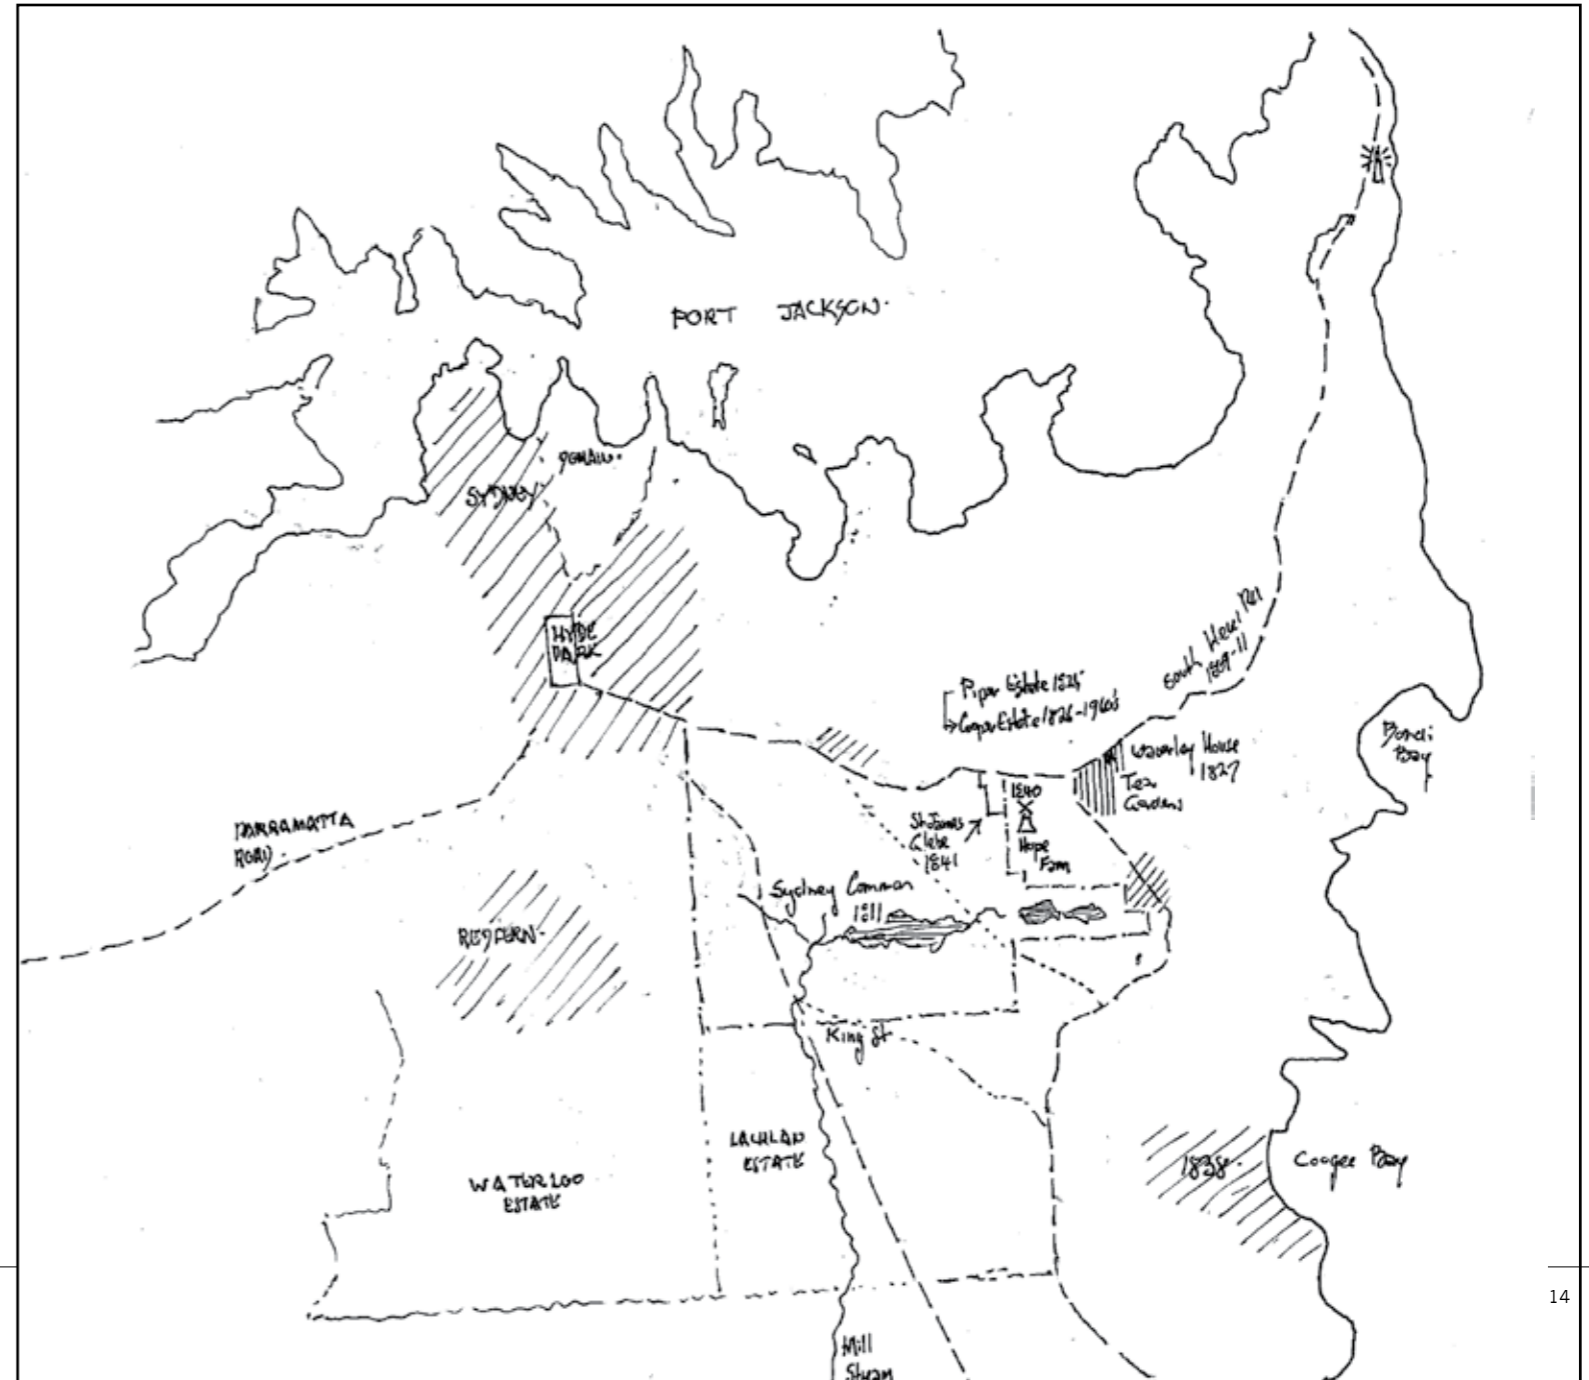 PORT JACKSON.
DOMAIN.
SYDNEY.
HYDE
PARK
South Head Rd
1809-11
Piper Estate 1825
Cooper Estate 1826-1960's
Bondi
Bay
Waverley House
1827
Tea
Gardens
1840
Hope
Farm
St James
Glebe
1841
PARRAMATTA
ROAD.
Sydney Common
1811
REDFERN.
King St
LACHLAN
ESTATE
WATERLOO
ESTATE
1838.
Coogee Bay
14
Mill
Stream